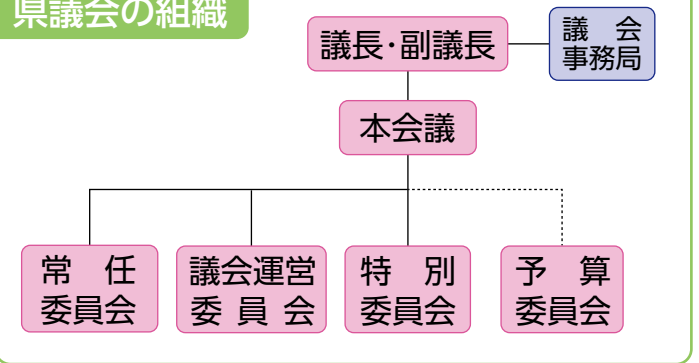 県議会の組織
議長・副議長
議　会
事務局
本会議
常　任
委員会
議会運営
委 員 会
特　別
委員会
予　算
委員会